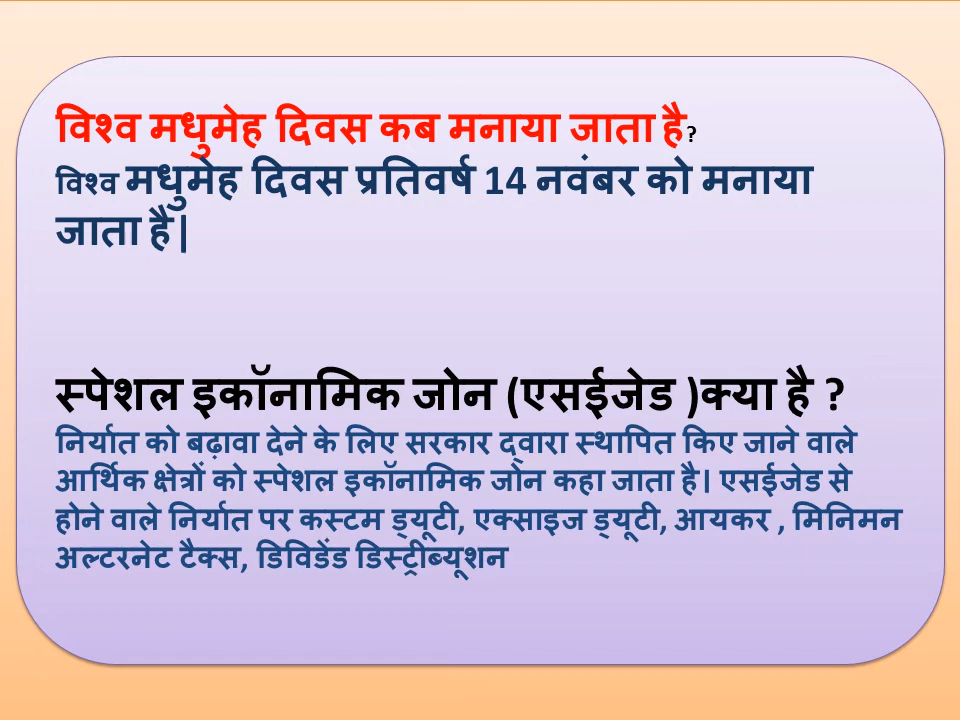 विश्व मधुमेह दिवस कब मनाया जाता है?
विश्व मधुमेह दिवस प्रतिवर्ष 14 नवंबर को मनाया
जाता है|
स्पेशल इकॉनामिक जोन (एसईजेड )क्या है ?
निर्यात को बढ़ावा देने के लिए सरकार द्वारा स्थापित किए जाने वाले
आर्थिक क्षेत्रों को स्पेशल इकॉनामिक जोन कहा जाता है। एसईजेड से
होने वाले निर्यात पर कस्टम ड्यूटी, एक्साइज ड्यूटी, आयकर , मिनिमन
अल्टरनेट टैक्स, डिविडेंड डिस्ट्रीब्यूशन